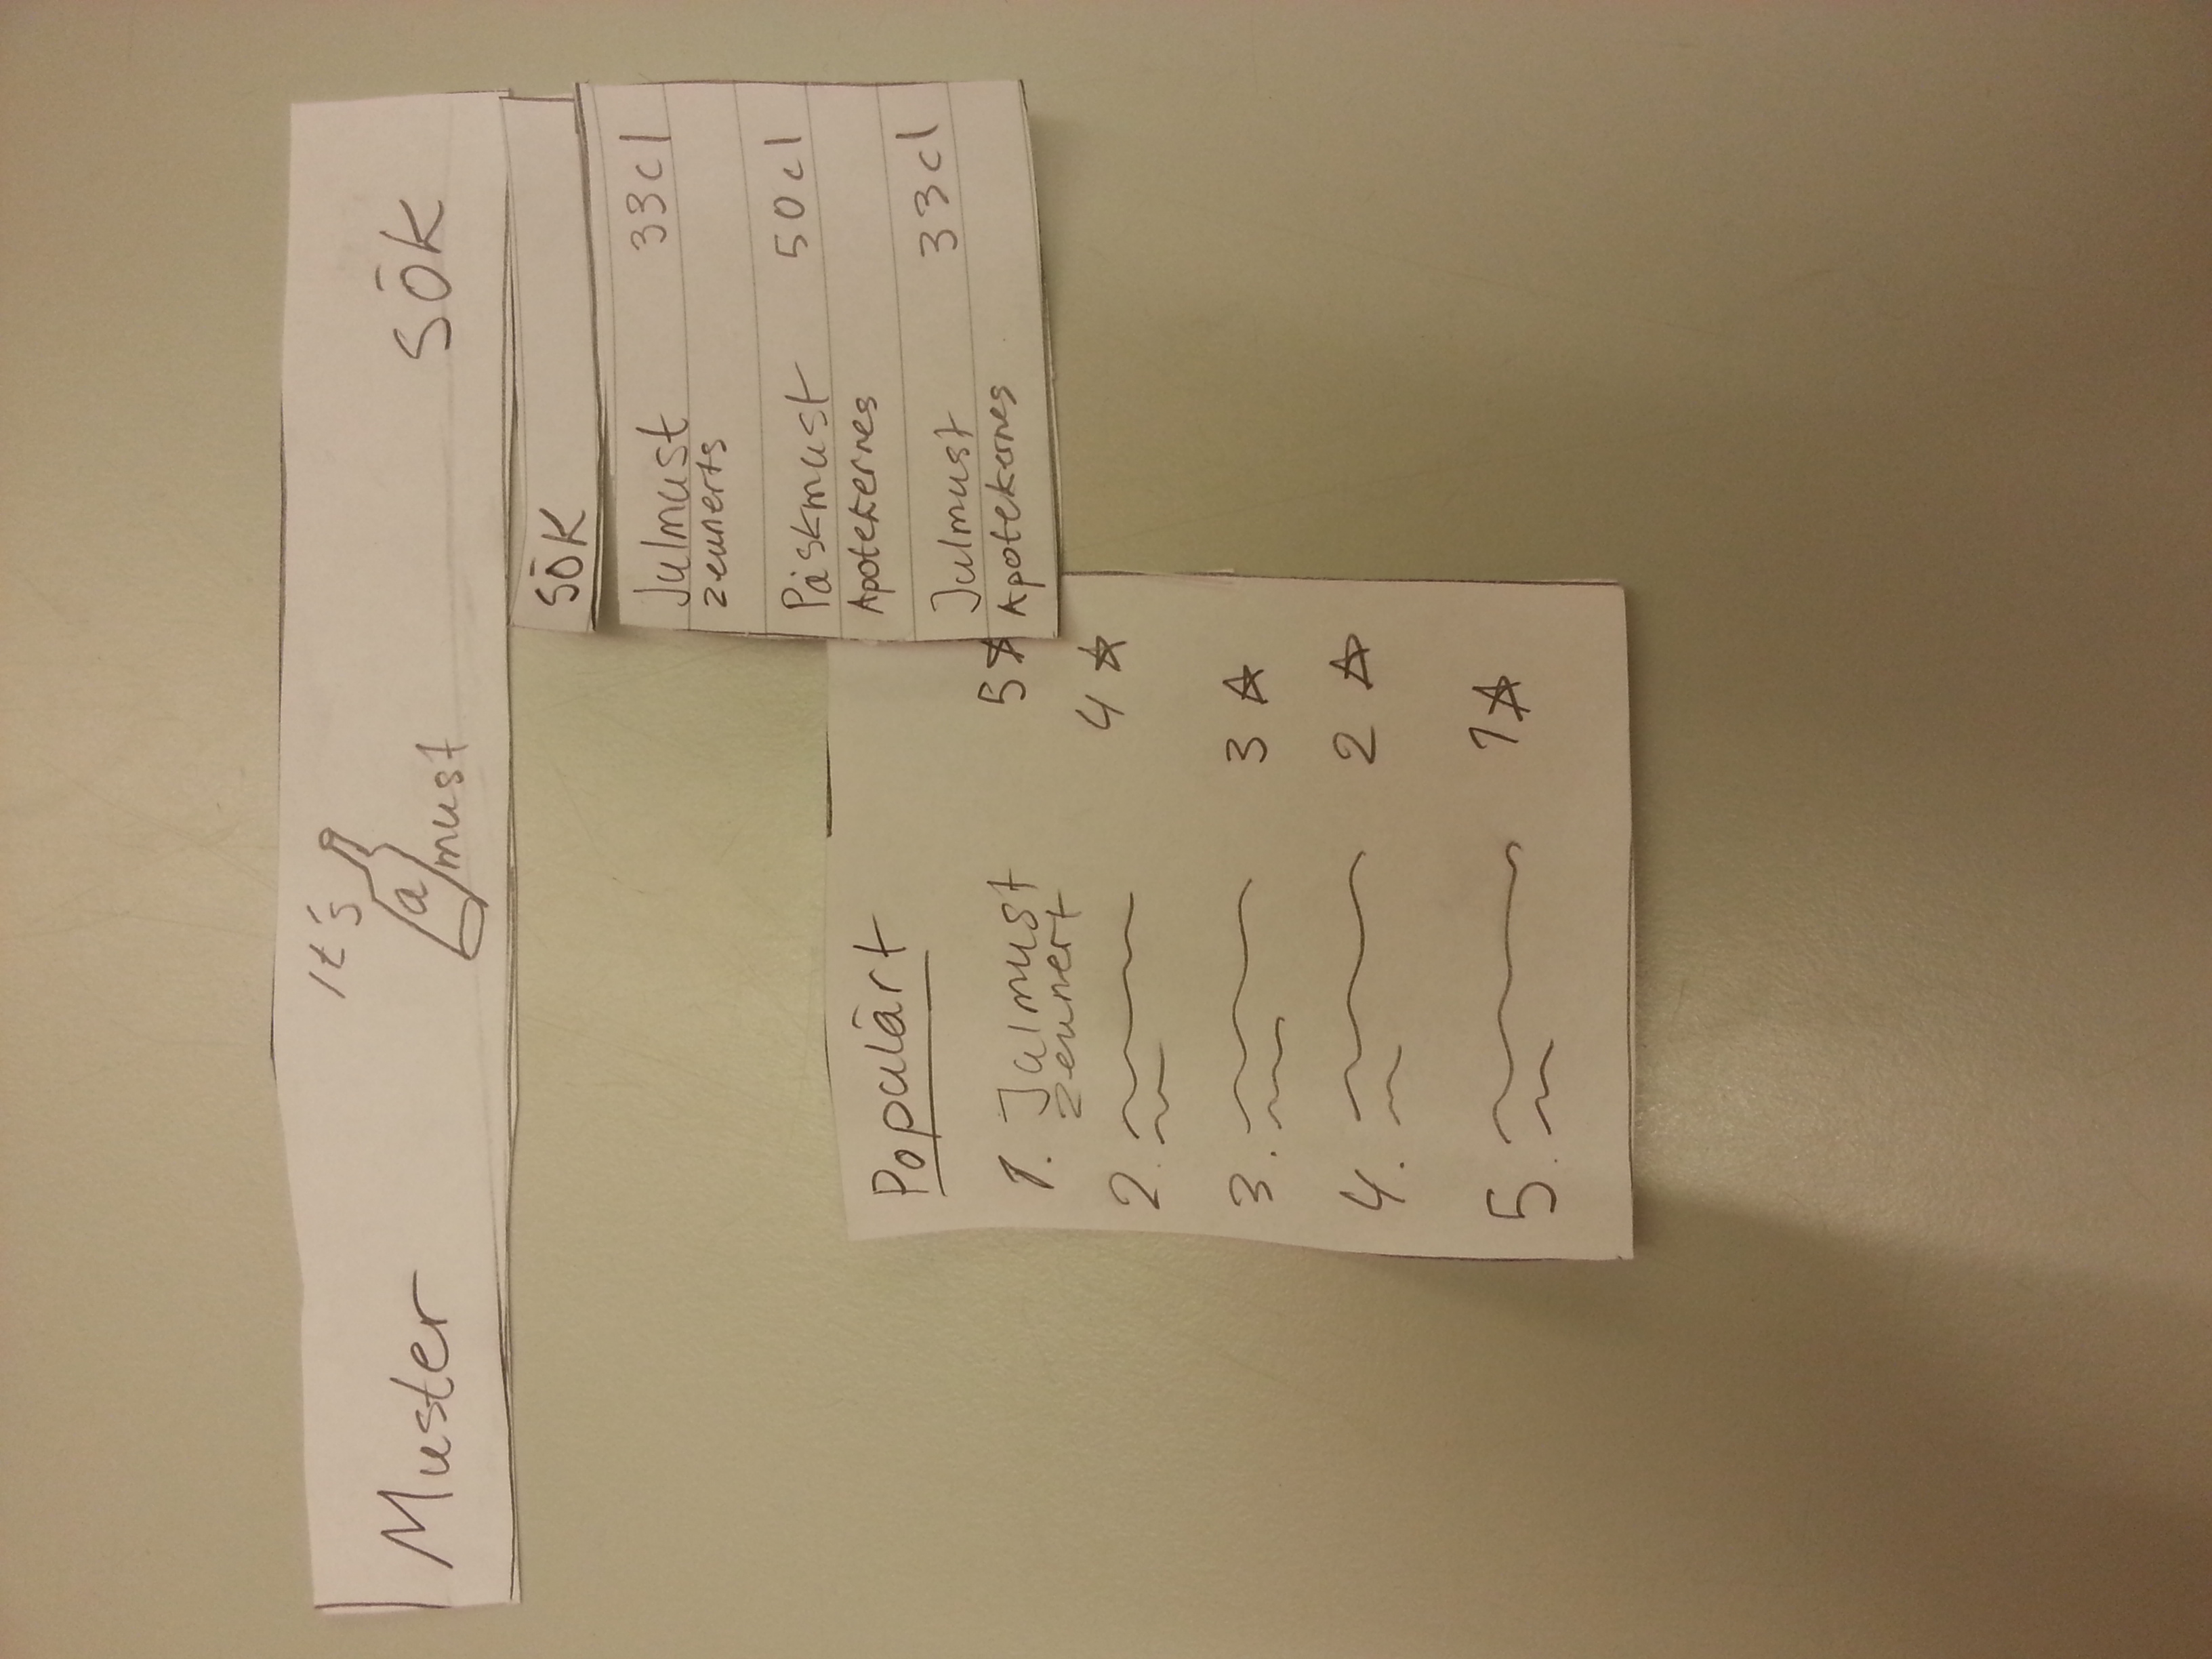 Muster
It's a must
SÖK
SÖK
Julmust 33cl
zeunerts
Påskmust 50cl
Apotekernes
Julmust 33cl
Apotekernes
Populärt
1. Julmust 5☆
zeunert
2. 4☆
3. 3☆
4. 2☆
5. 1☆